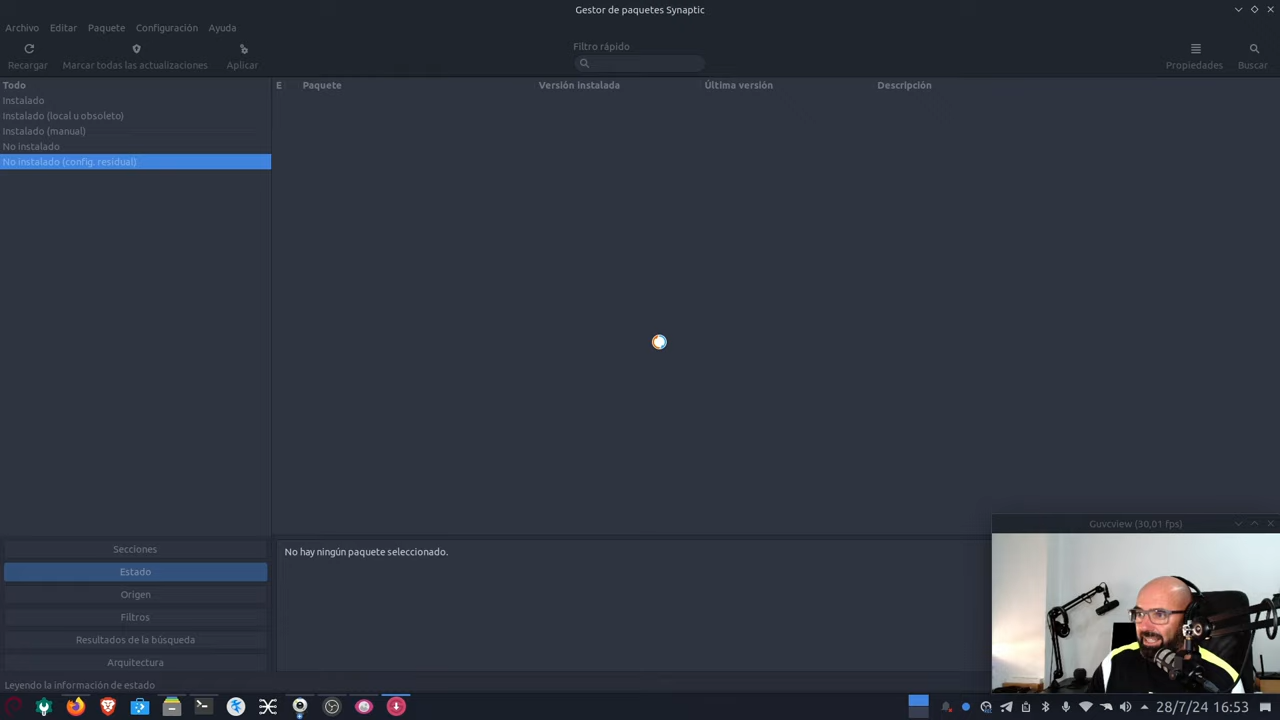 Gestor de paquetes Synaptic
Archivo Editar Paquete Configuración Ayuda
Filtro rápido
Recargar Marcar todas las actualizaciones Aplicar Propiedades Buscar
Todo
Instalado
Instalado (local u obsoleto)
Instalado (manual)
No instalado
No instalado (config. residual)
E Paquete Versión instalada Última versión Descripción
Guvcview (30,01 fps)
Secciones
Estado
Origen
Filtros
Resultados de la búsqueda
Arquitectura
No hay ningún paquete seleccionado.
Leyendo la información de estado
28/7/24 16:53